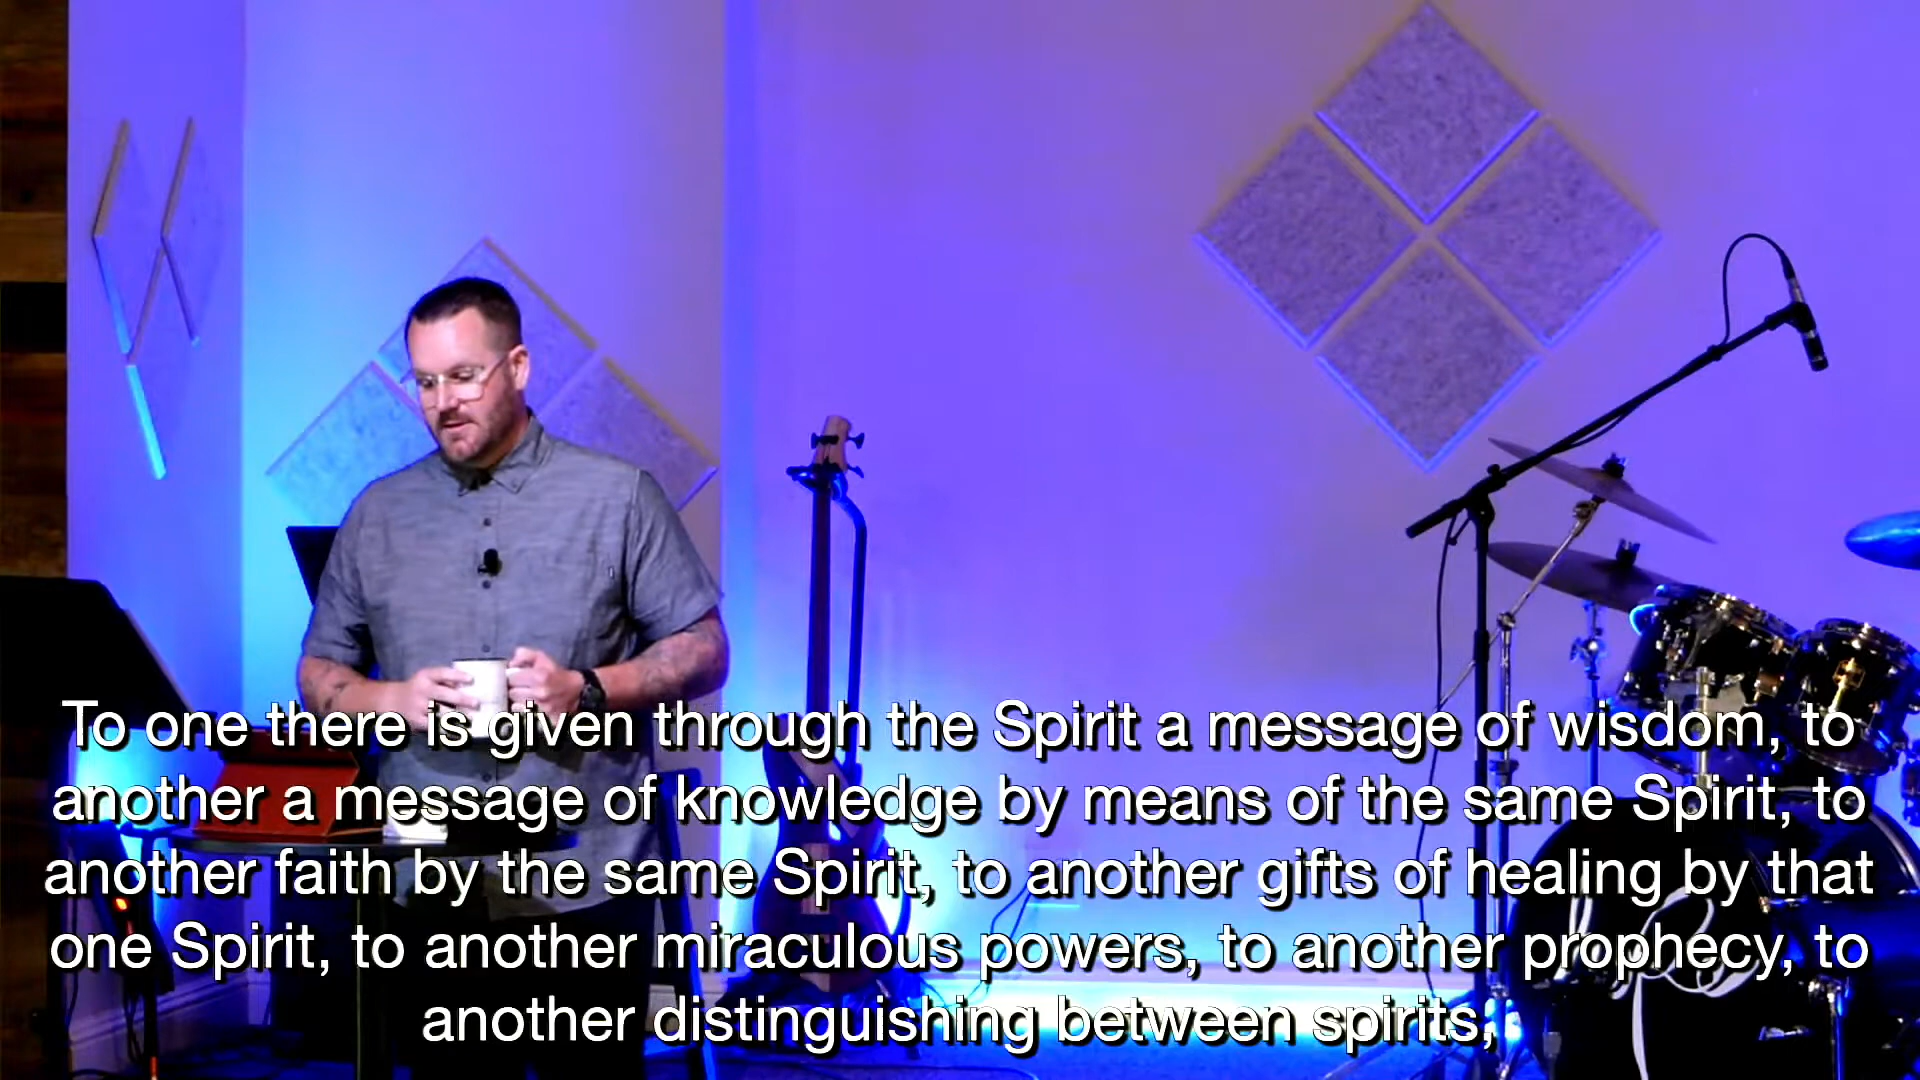 To one there is given through the Spirit a message of wisdom, to
another a message of knowledge by means of the same Spirit, to
another faith by the same Spirit, to another gifts of healing by that
one Spirit, to another miraculous powers, to another prophecy, to
another distinguishing between spirits,